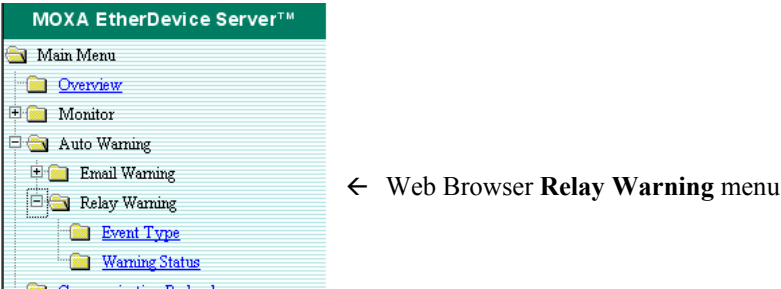 MOXA EtherDevice Server™
Main Menu
Overview
Monitor
Auto Warning
Email Warning
Relay Warning
← Web Browser Relay Warning menu
Event Type
Warning Status